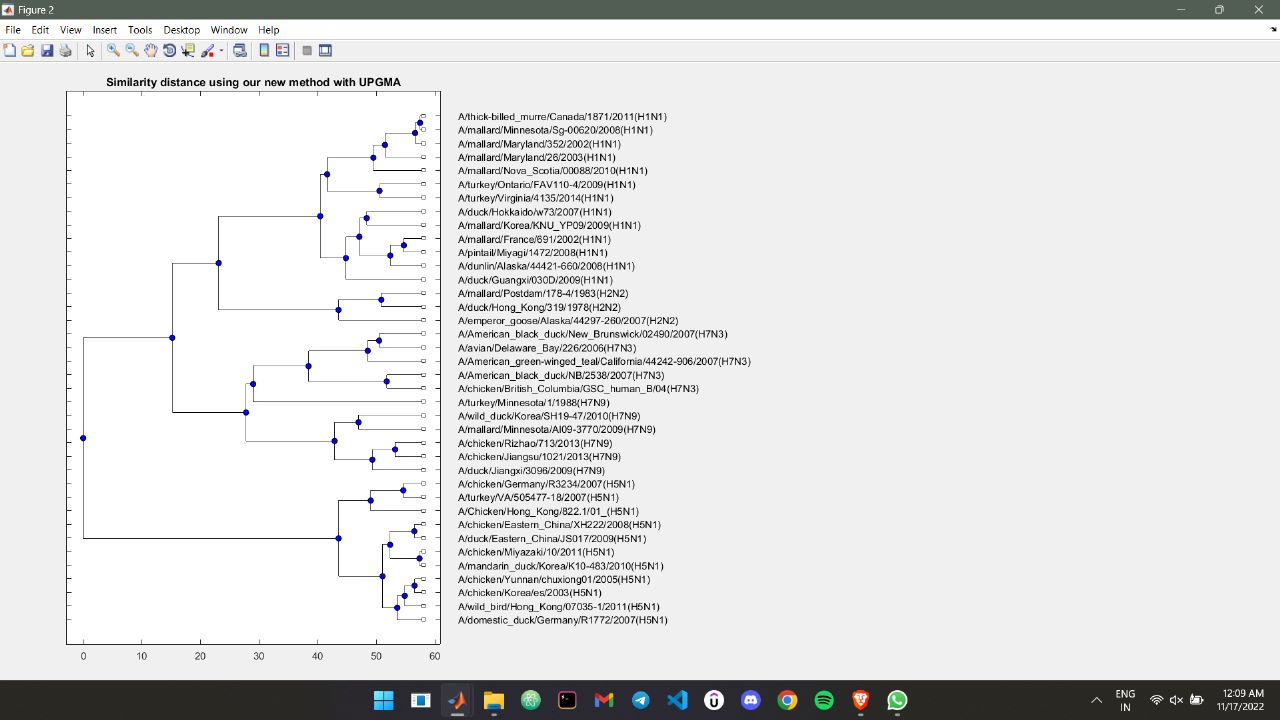 Figure 2
File Edit View Insert Tools Desktop Window Help
Similarity distance using our new method with UPGMA
A/thick-billed_murre/Canada/1871/2011(H1N1)
A/mallard/Minnesota/Sg-00620/2008(H1N1)
A/mallard/Maryland/352/2002(H1N1)
A/mallard/Maryland/26/2003(H1N1)
A/mallard/Nova_Scotia/00088/2010(H1N1)
A/turkey/Ontario/FAV110-4/2009(H1N1)
A/turkey/Virginia/4135/2014(H1N1)
A/duck/Hokkaido/w73/2007(H1N1)
A/mallard/Korea/KNU_YP09/2009(H1N1)
A/mallard/France/691/2002(H1N1)
A/pintail/Miyagi/1472/2008(H1N1)
A/dunlin/Alaska/44421-660/2008(H1N1)
A/duck/Guangxi/030D/2009(H1N1)
A/mallard/Postdam/178-4/1983(H2N2)
A/duck/Hong_Kong/319/1978(H2N2)
A/emperor_goose/Alaska/44297-260/2007(H2N2)
A/American_black_duck/New_Brunswick/02490/2007(H7N3)
A/avian/Delaware_Bay/226/2006(H7N3)
A/American_green-winged_teal/California/44242-906/2007(H7N3)
A/American_black_duck/NB/2538/2007(H7N3)
A/chicken/British_Columbia/GSC_human_B/04(H7N3)
A/turkey/Minnesota/1/1988(H7N9)
A/wild_duck/Korea/SH19-47/2010(H7N9)
A/mallard/Minnesota/AI09-3770/2009(H7N9)
A/chicken/Rizhao/713/2013(H7N9)
A/chicken/Jiangsu/1021/2013(H7N9)
A/duck/Jiangxi/3096/2009(H7N9)
A/chicken/Germany/R3234/2007(H5N1)
A/turkey/VA/505477-18/2007(H5N1)
A/Chicken/Hong_Kong/822.1/01_(H5N1)
A/chicken/Eastern_China/XH222/2008(H5N1)
A/duck/Eastern_China/JS017/2009(H5N1)
A/chicken/Miyazaki/10/2011(H5N1)
A/mandarin_duck/Korea/K10-483/2010(H5N1)
A/chicken/Yunnan/chuxiong01/2005(H5N1)
A/chicken/Korea/es/2003(H5N1)
A/wild_bird/Hong_Kong/07035-1/2011(H5N1)
A/domestic_duck/Germany/R1772/2007(H5N1)
0 10 20 30 40 50 60
ENG
IN
12:09 AM
11/17/2022